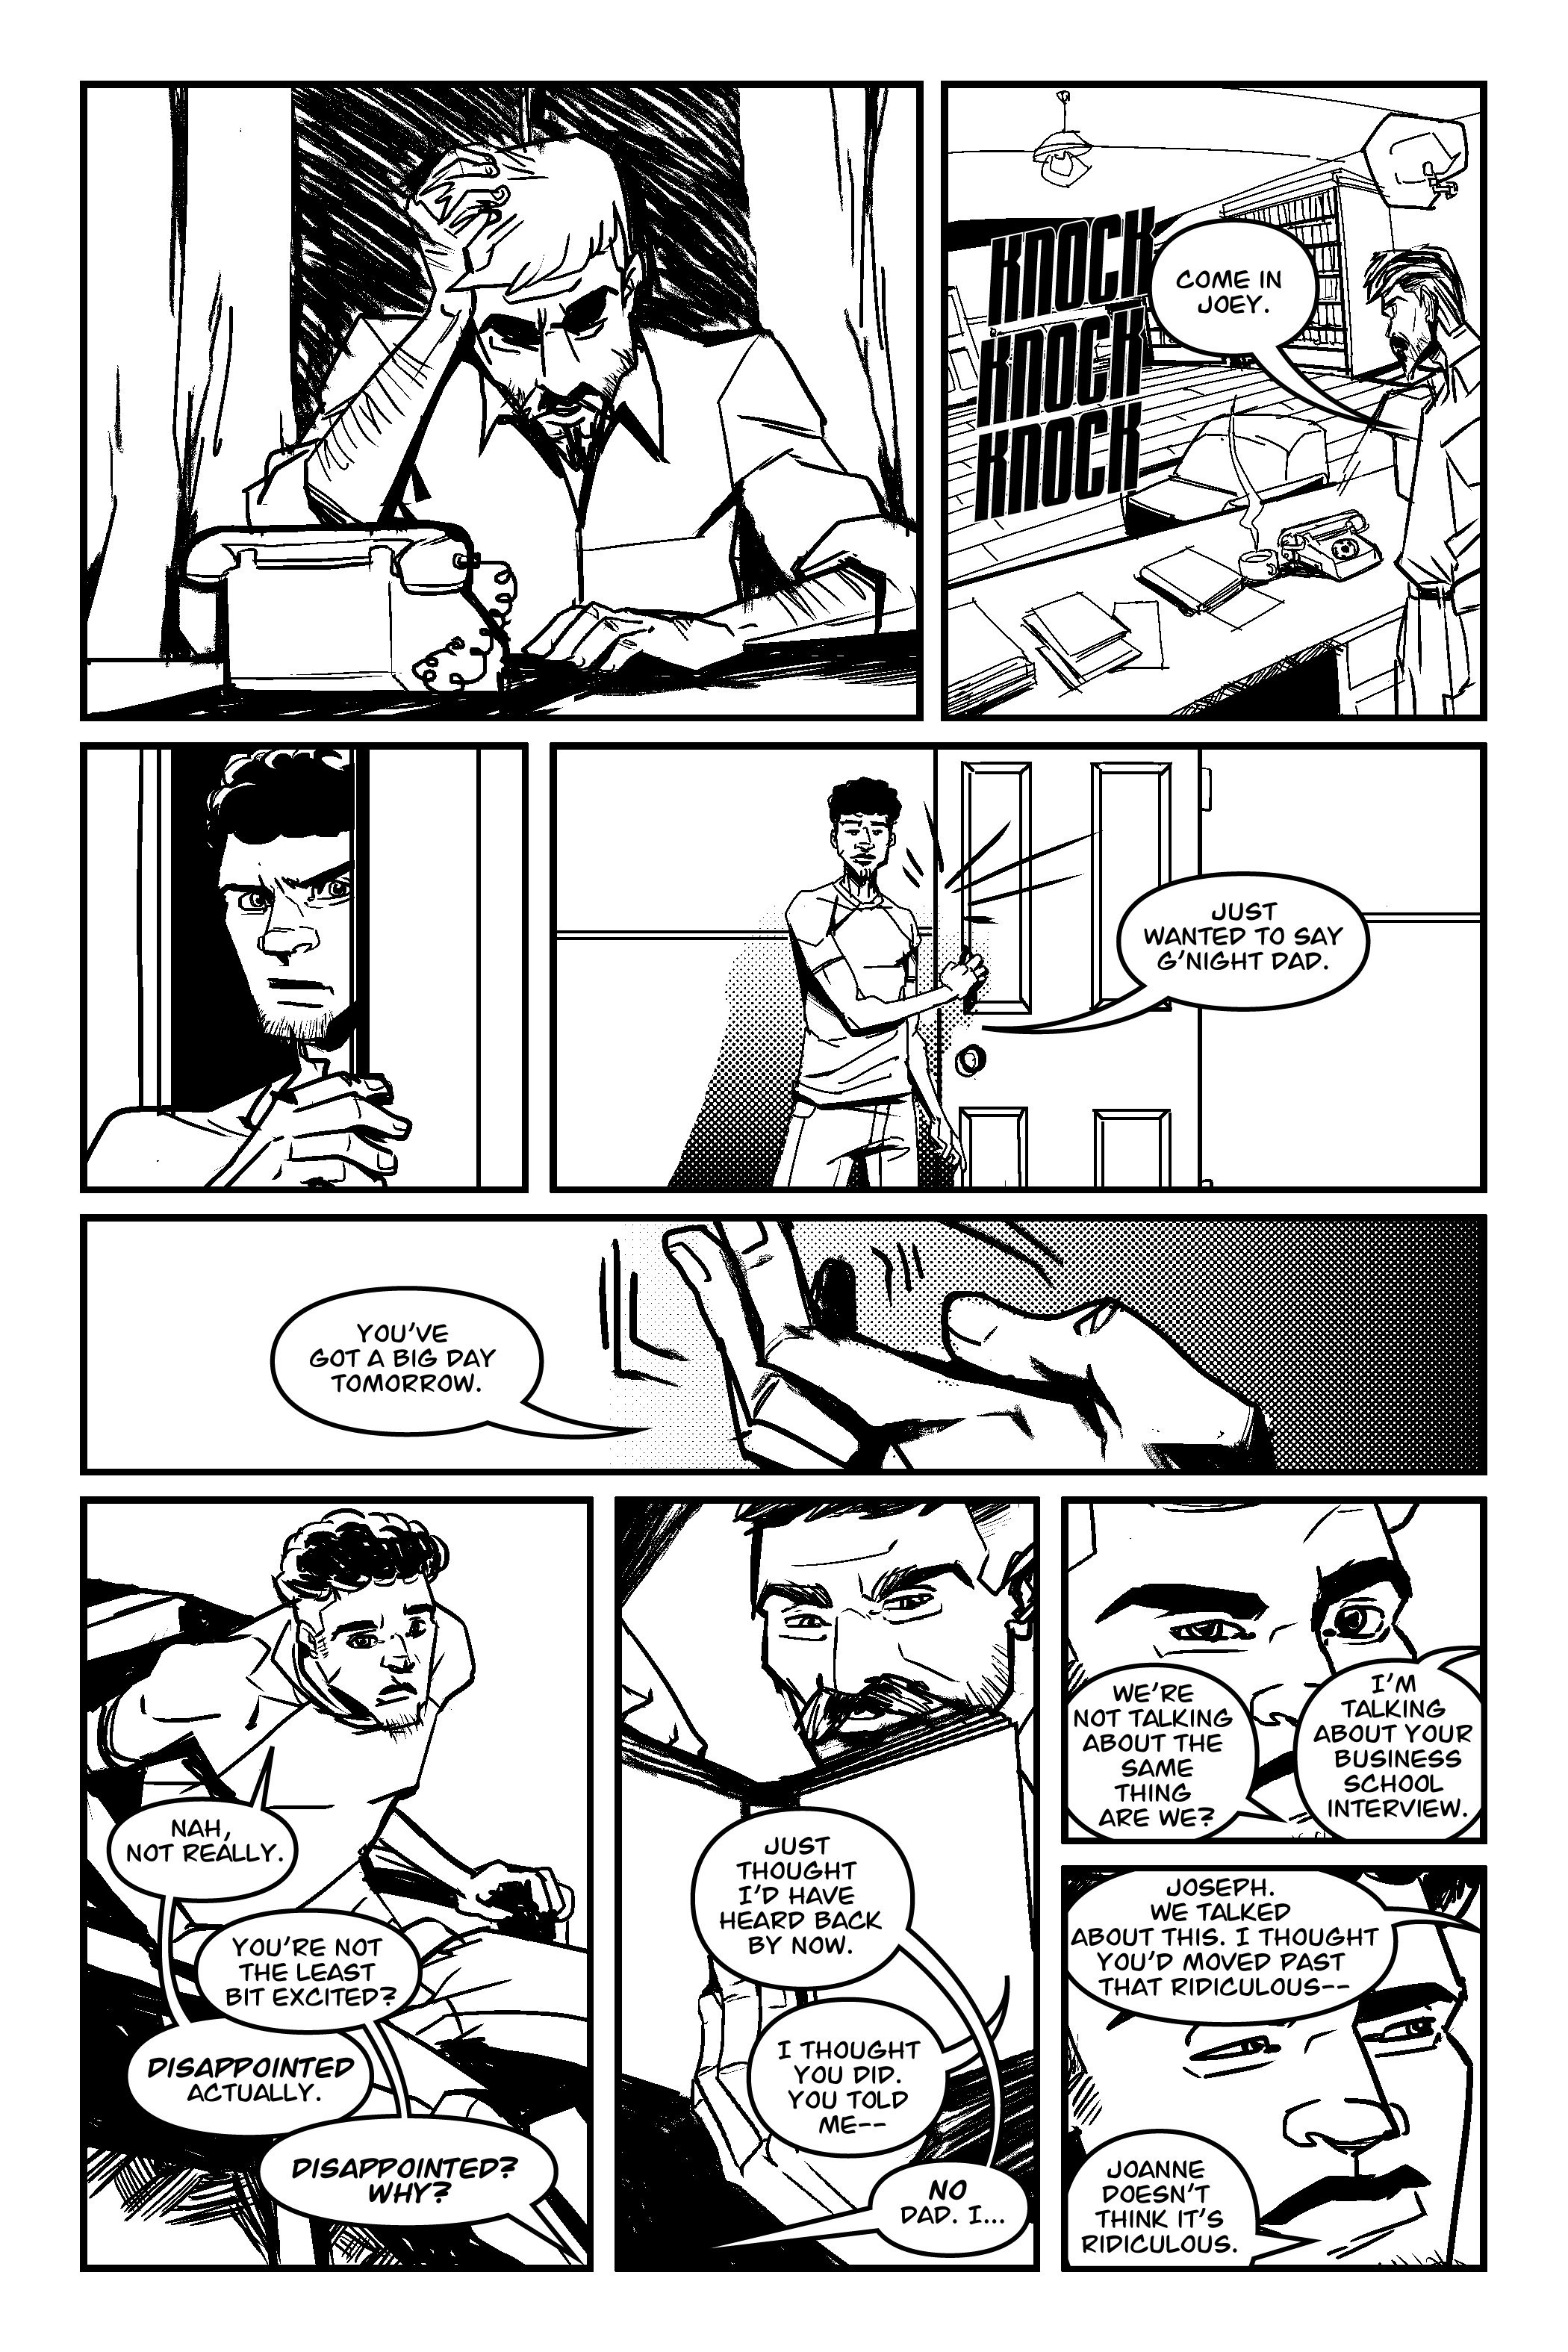 KNOCK
KNOCK
KNOCK
COME IN
JOEY.
JUST
WANTED TO SAY
G'NIGHT DAD.
YOU'VE
GOT A BIG DAY
TOMORROW.
NAH,
NOT REALLY.
YOU'RE NOT
THE LEAST
BIT EXCITED?
DISAPPOINTED
ACTUALLY.
DISAPPOINTED?
WHY?
JUST
THOUGHT
I'D HAVE
HEARD BACK
BY NOW.
I THOUGHT
YOU DID.
YOU TOLD
ME--
NO
DAD. I...
WE'RE
NOT TALKING
ABOUT THE
SAME
THING
ARE WE?
I'M
TALKING
ABOUT YOUR
BUSINESS
SCHOOL
INTERVIEW.
JOSEPH.
WE TALKED
ABOUT THIS. I THOUGHT
YOU'D MOVED PAST
THAT RIDICULOUS--
JOANNE
DOESN'T
THINK IT'S
RIDICULOUS.